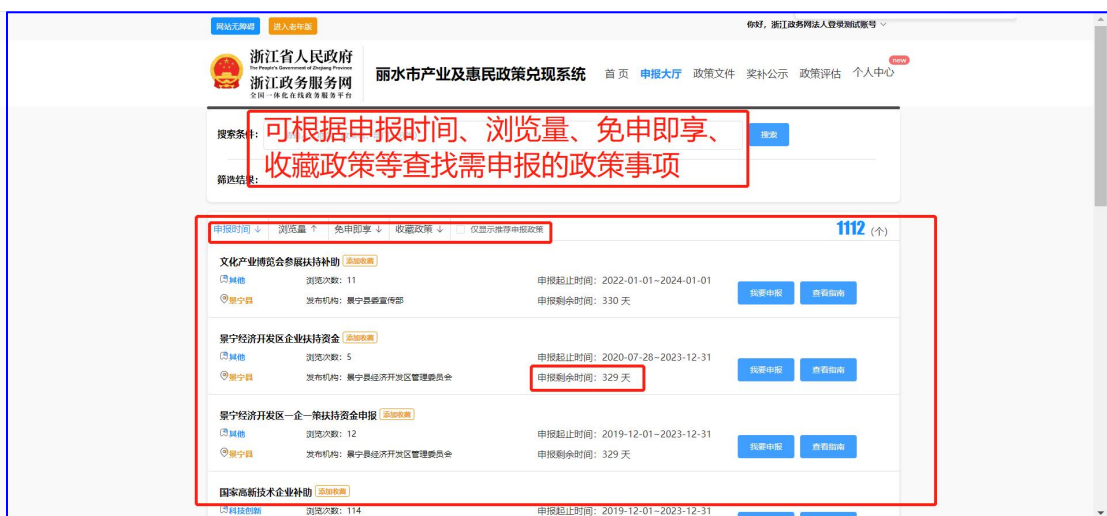 网站无障碍 进入老年版 你好，浙江政务网法人登录测试账号
浙江省人民政府
The People's Government of Zhejiang Province
浙江政务服务网
全国一体化在线政务服务平台
丽水市产业及惠民政策兑现系统 首页 申报大厅 政策文件 奖补公示 政策评估 个人中心 new
搜索条件: 搜索
可根据申报时间、浏览量、免申即享、
收藏政策等查找需申报的政策事项
筛选结果:
申报时间 ↓ 浏览量 ↑ 免申即享 ↓ 收藏政策 ↓ 仅显示推荐申报政策 1112 (个)
文化产业博览会参展扶持补助 添加收藏
其他 浏览次数: 11 申报起止时间: 2022-01-01~2024-01-01
景宁县 发布机构: 景宁县委宣传部 申报剩余时间: 330 天
我要申报 查看指南
景宁经济开发区企业扶持资金 添加收藏
其他 浏览次数: 5 申报起止时间: 2020-07-28~2023-12-31
景宁县 发布机构: 景宁县经济开发区管理委员会 申报剩余时间: 329 天
我要申报 查看指南
景宁经济开发区一企一策扶持资金申报 添加收藏
其他 浏览次数: 12 申报起止时间: 2019-12-01~2023-12-31
景宁县 发布机构: 景宁县经济开发区管理委员会 申报剩余时间: 329 天
我要申报 查看指南
国家高新技术企业补助 添加收藏
科技创新 浏览次数: 114 申报起止时间: 2019-12-01~2023-12-31